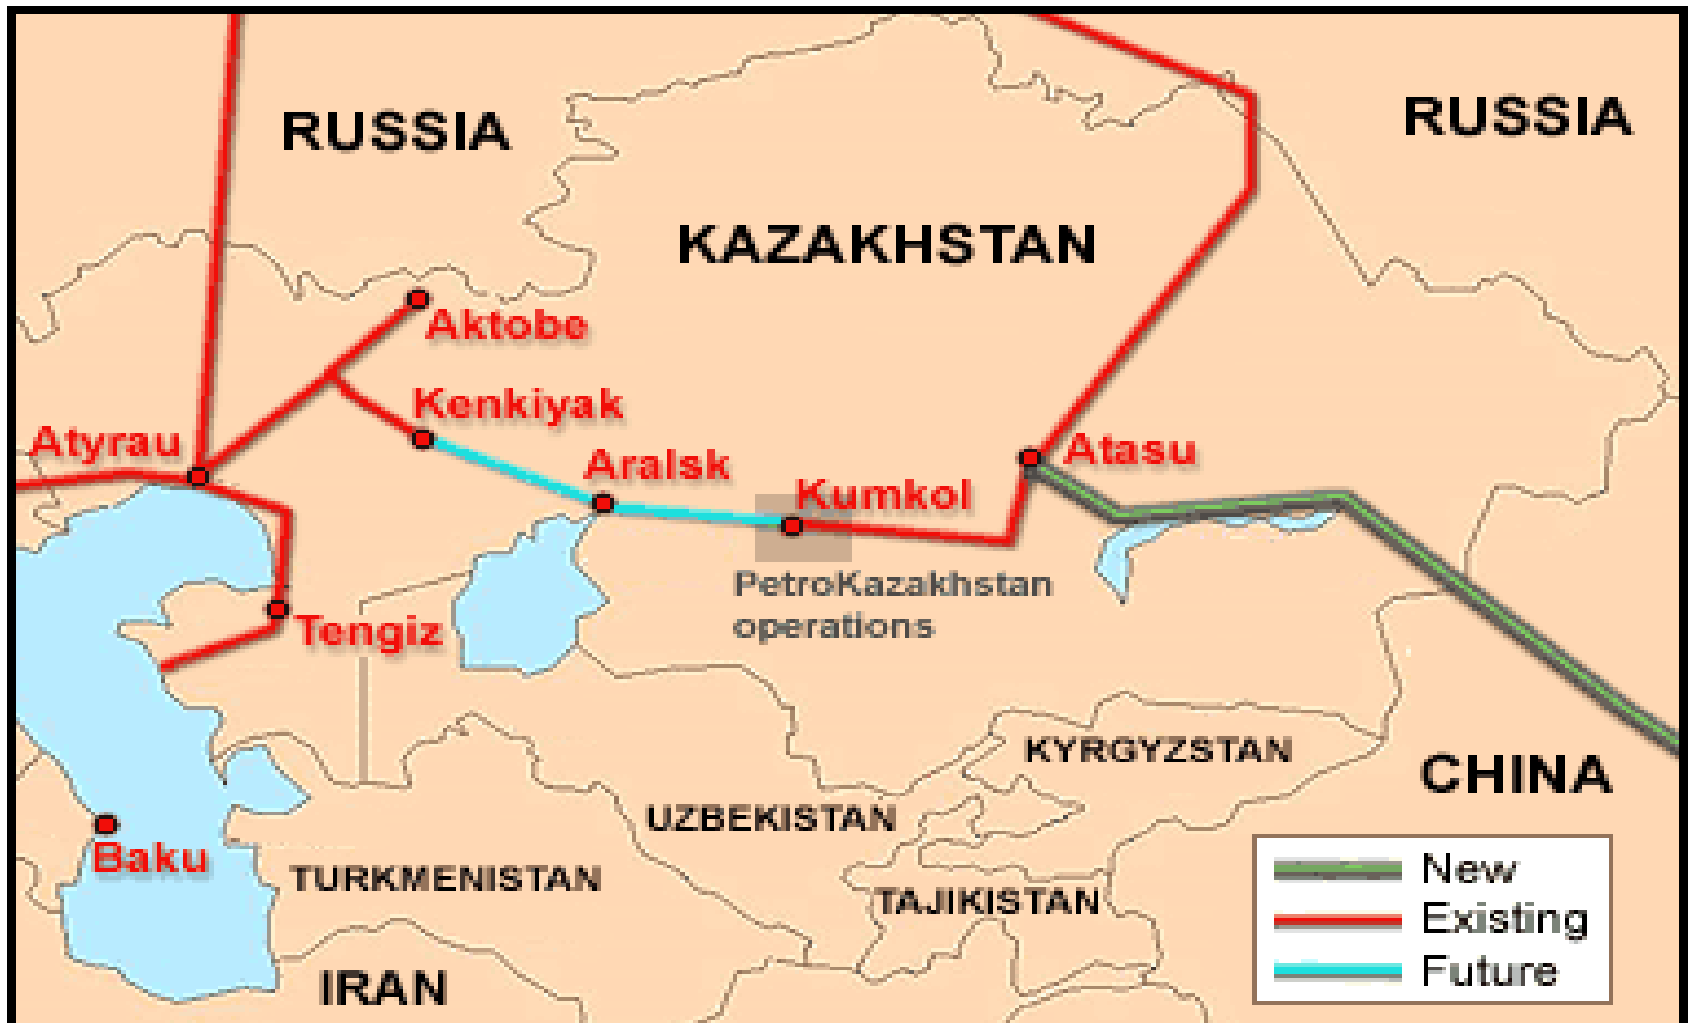 RUSSIA
RUSSIA
KAZAKHSTAN
Aktobe
Kenkiyak
Atyrau
Aralsk
Atasu
Kumkol
PetroKazakhstan
operations
Tengiz
KYRGYZSTAN
CHINA
UZBEKISTAN
Baku
TURKMENISTAN
TAJIKISTAN
IRAN
New
Existing
Future